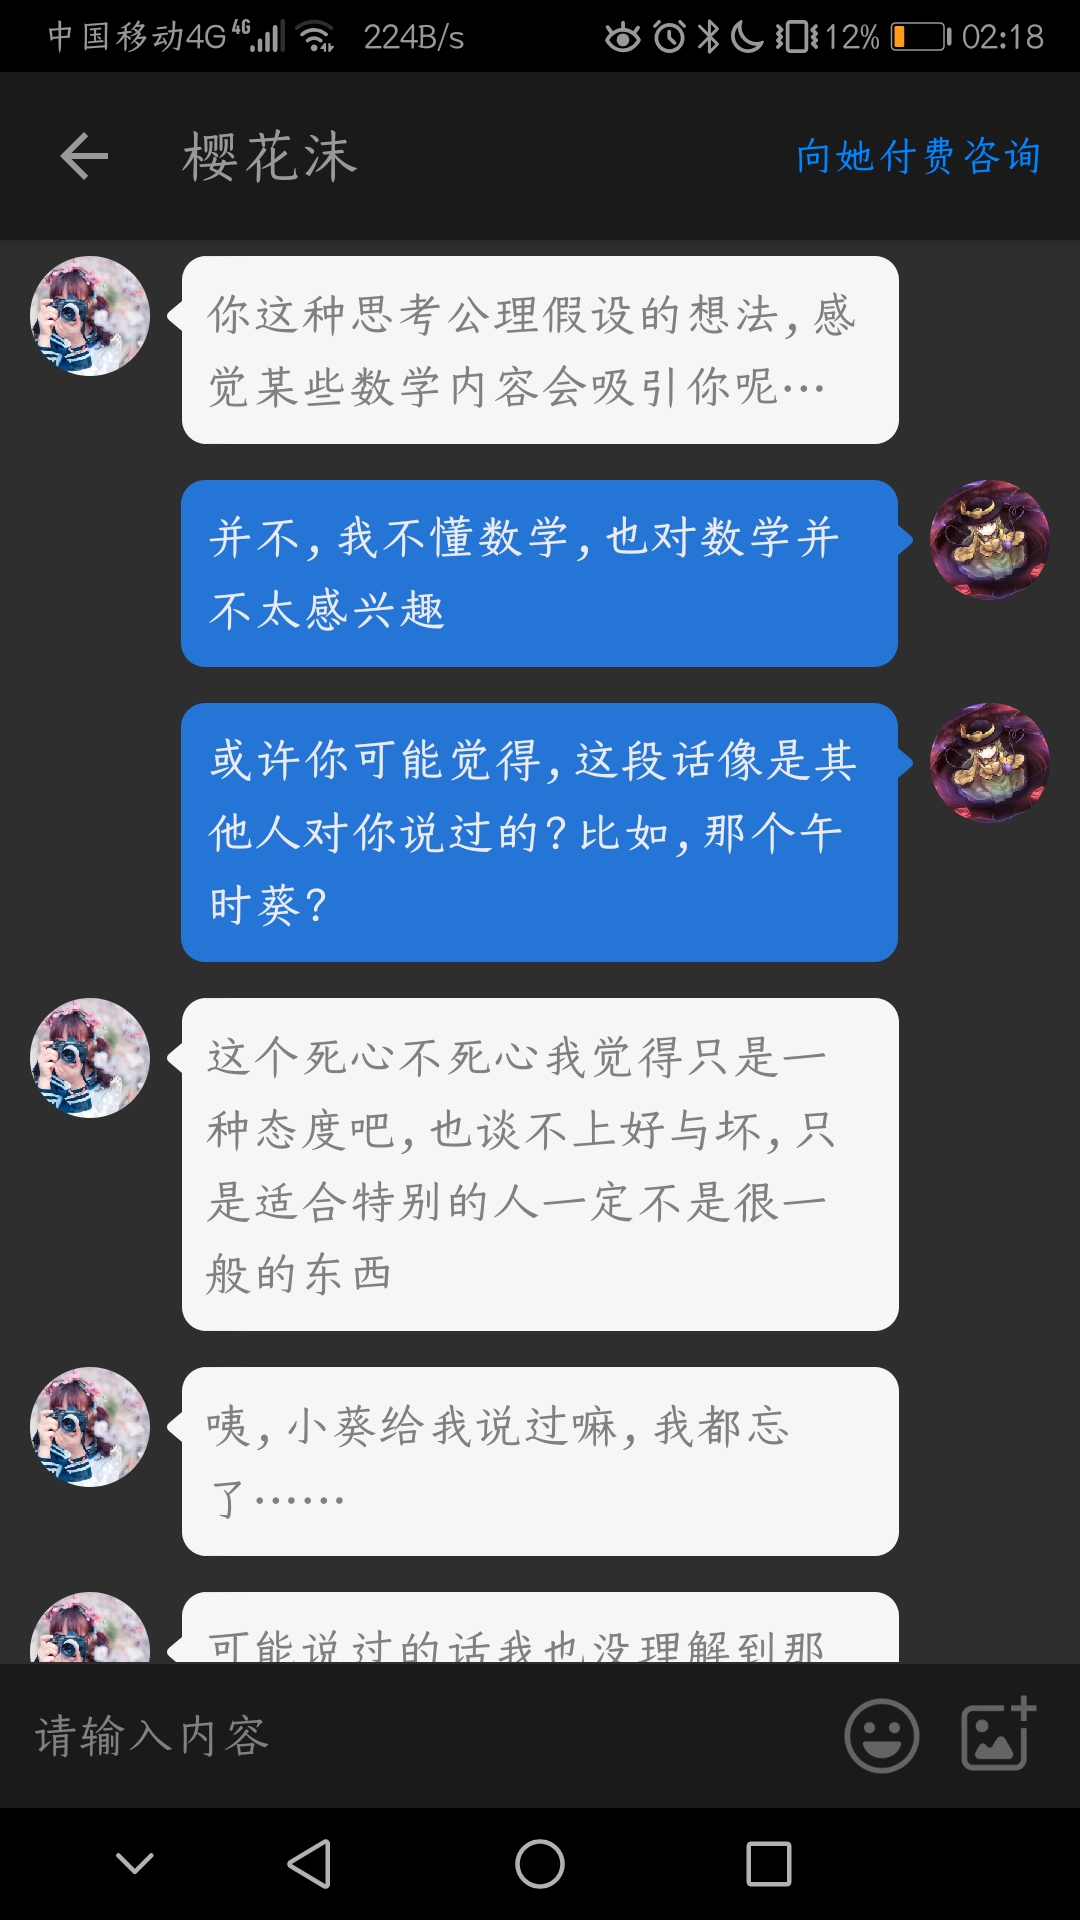 中国移动4G 4G 224B/s 12% 02:18
樱花沫 向她付费咨询
你这种思考公理假设的想法,感
觉某些数学内容会吸引你呢…
并不,我不懂数学,也对数学并
不太感兴趣
或许你可能觉得,这段话像是其
他人对你说过的?比如,那个午
时葵?
这个死心不死心我觉得只是一
种态度吧,也谈不上好与坏,只
是适合特别的人一定不是很一
般的东西
咦,小葵给我说过嘛,我都忘
了……
可能说过的话我也没理解到那
请输入内容